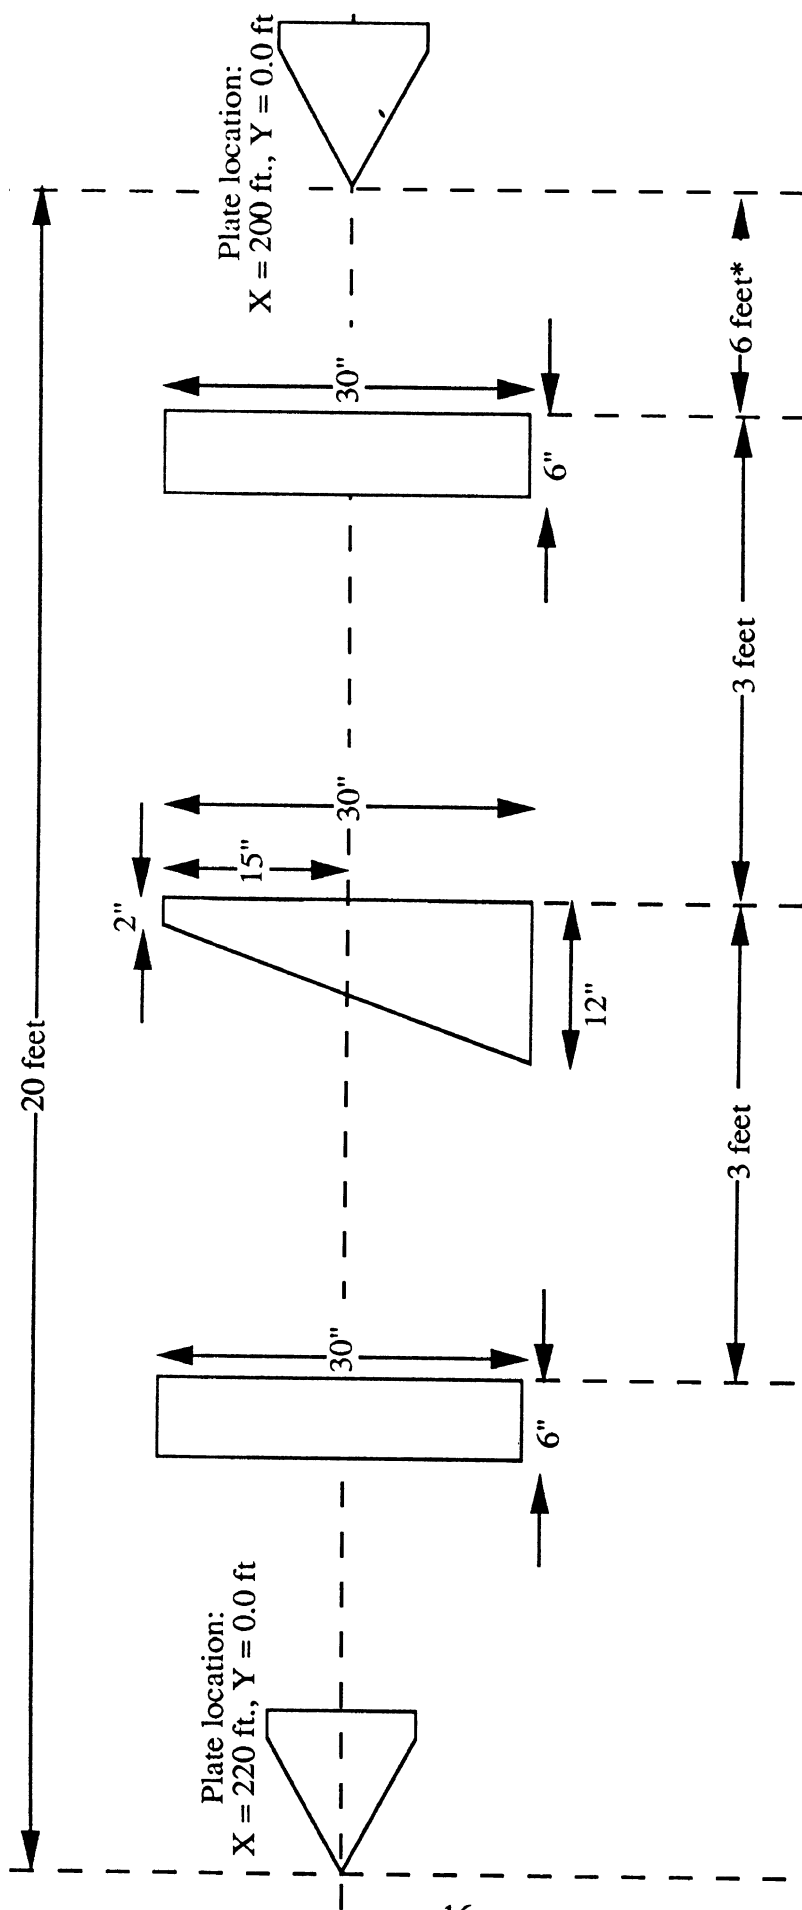 20 feet
Plate location:
X = 220 ft., Y = 0.0 ft
Plate location:
X = 200 ft., Y = 0.0 ft
30"
6"
2"
15"
30"
12"
30"
6"
3 feet
3 feet
6 feet*